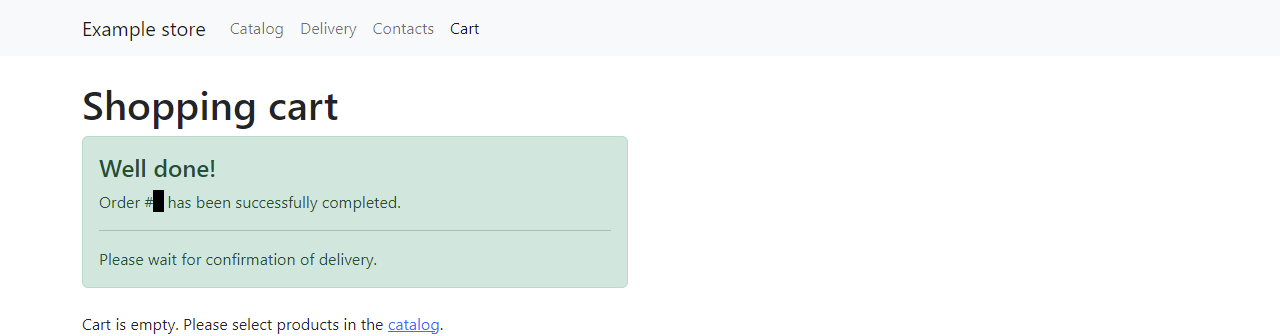 Example store Catalog Delivery Contacts Cart
Shopping cart
Well done!
Order # has been successfully completed.
Please wait for confirmation of delivery.
Cart is empty. Please select products in the catalog.